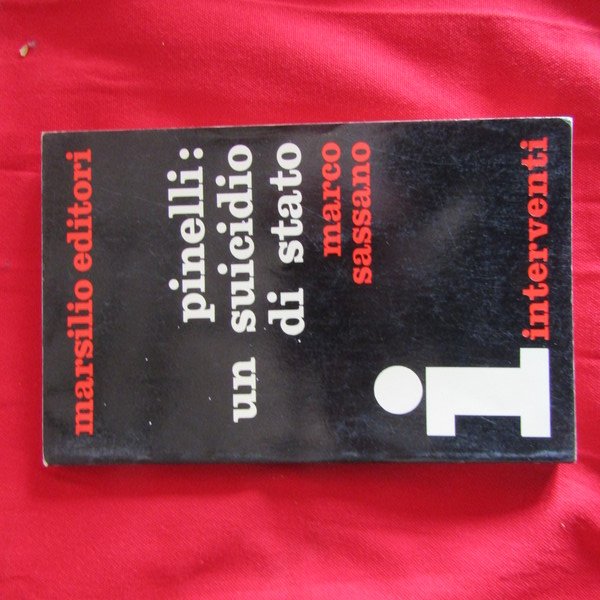 marsilio editori
pinelli:
un suicidio
di stato
marco
sassano
i
interventi